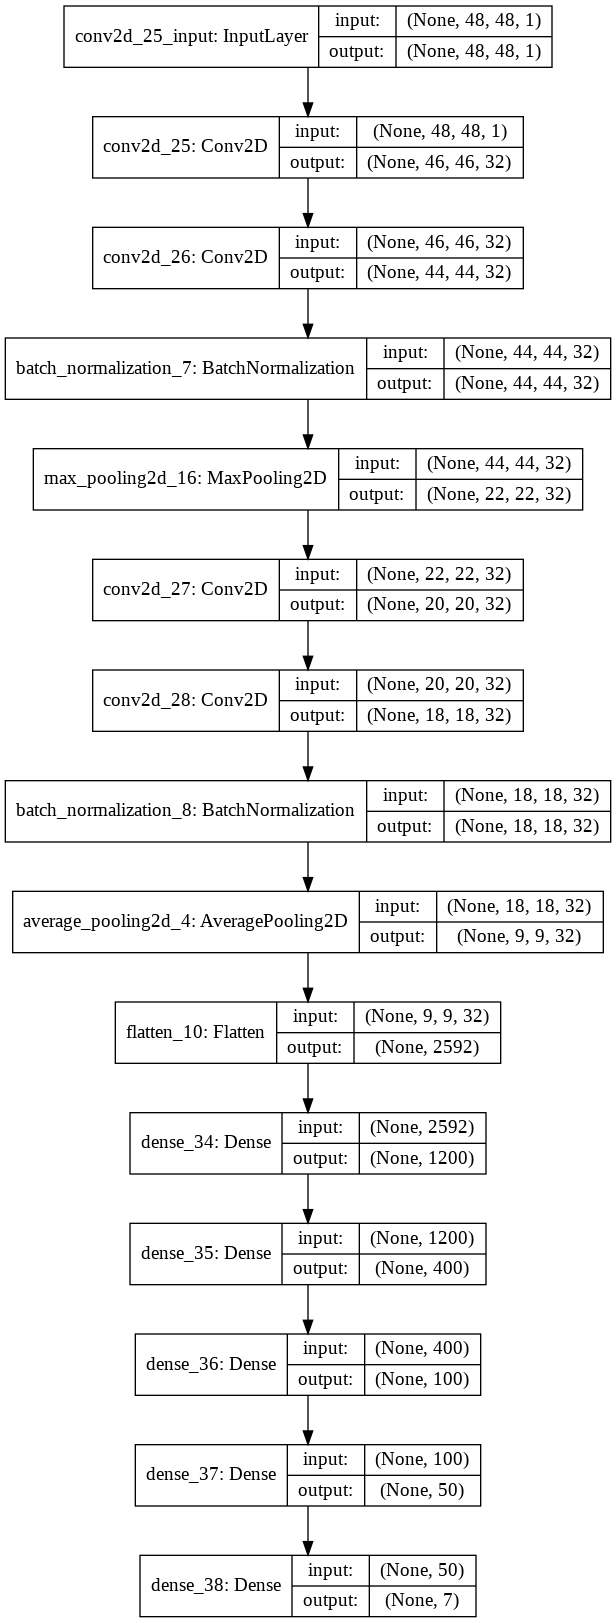 conv2d_25_input: InputLayer
input: (None, 48, 48, 1)
output: (None, 48, 48, 1)
conv2d_25: Conv2D
input: (None, 48, 48, 1)
output: (None, 46, 46, 32)
conv2d_26: Conv2D
input: (None, 46, 46, 32)
output: (None, 44, 44, 32)
batch_normalization_7: BatchNormalization
input: (None, 44, 44, 32)
output: (None, 44, 44, 32)
max_pooling2d_16: MaxPooling2D
input: (None, 44, 44, 32)
output: (None, 22, 22, 32)
conv2d_27: Conv2D
input: (None, 22, 22, 32)
output: (None, 20, 20, 32)
conv2d_28: Conv2D
input: (None, 20, 20, 32)
output: (None, 18, 18, 32)
batch_normalization_8: BatchNormalization
input: (None, 18, 18, 32)
output: (None, 18, 18, 32)
average_pooling2d_4: AveragePooling2D
input: (None, 18, 18, 32)
output: (None, 9, 9, 32)
flatten_10: Flatten
input: (None, 9, 9, 32)
output: (None, 2592)
dense_34: Dense
input: (None, 2592)
output: (None, 1200)
dense_35: Dense
input: (None, 1200)
output: (None, 400)
dense_36: Dense
input: (None, 400)
output: (None, 100)
dense_37: Dense
input: (None, 100)
output: (None, 50)
dense_38: Dense
input: (None, 50)
output: (None, 7)